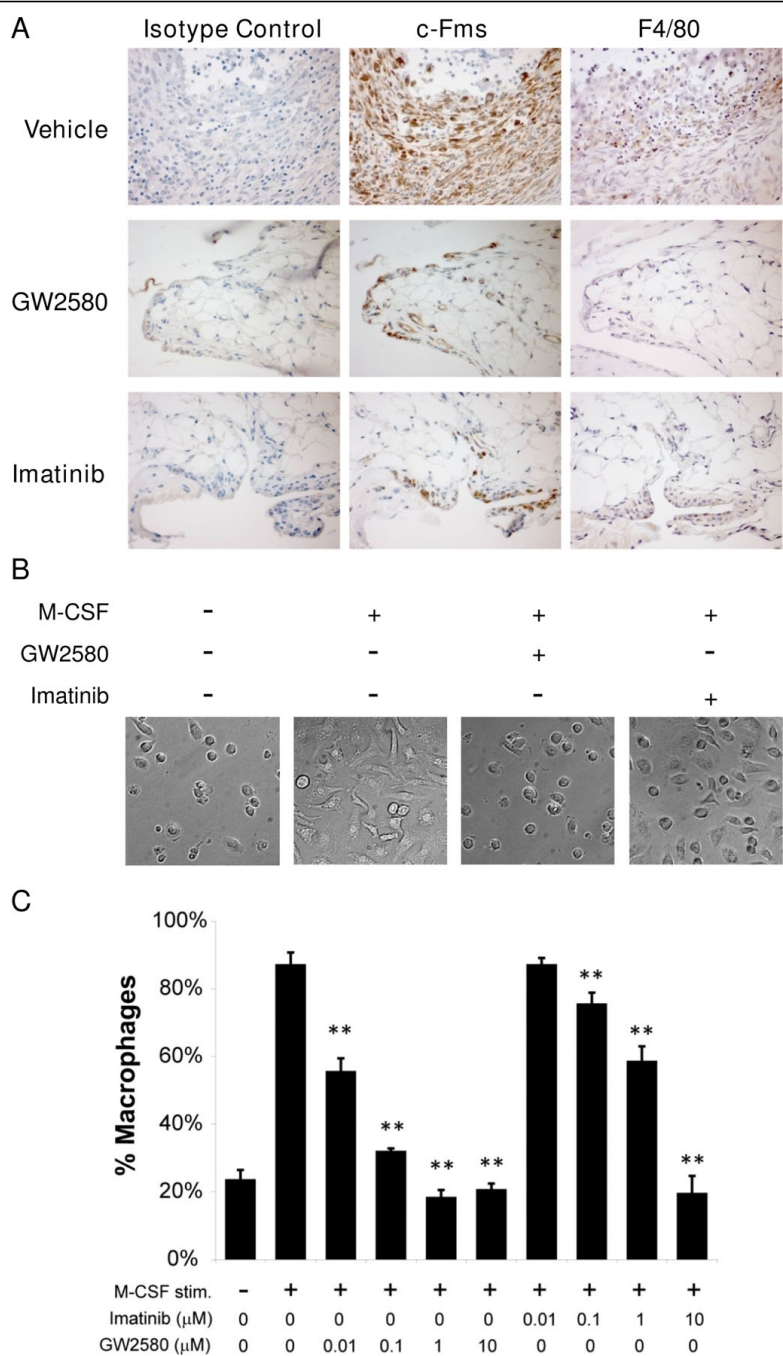 A
Isotype Control c-Fms F4/80
Vehicle
GW2580
Imatinib
B
M-CSF - + + +
GW2580 - - + -
Imatinib - - - +
C
% Macrophages
100%
80%
60%
40%
20%
0%
** ** ** ** ** ** **
M-CSF stim. - + + + + + + + + +
Imatinib (μM) 0 0 0 0 0 0 0.01 0.1 1 10
GW2580 (μM) 0 0 0.01 0.1 1 10 0 0 0 0